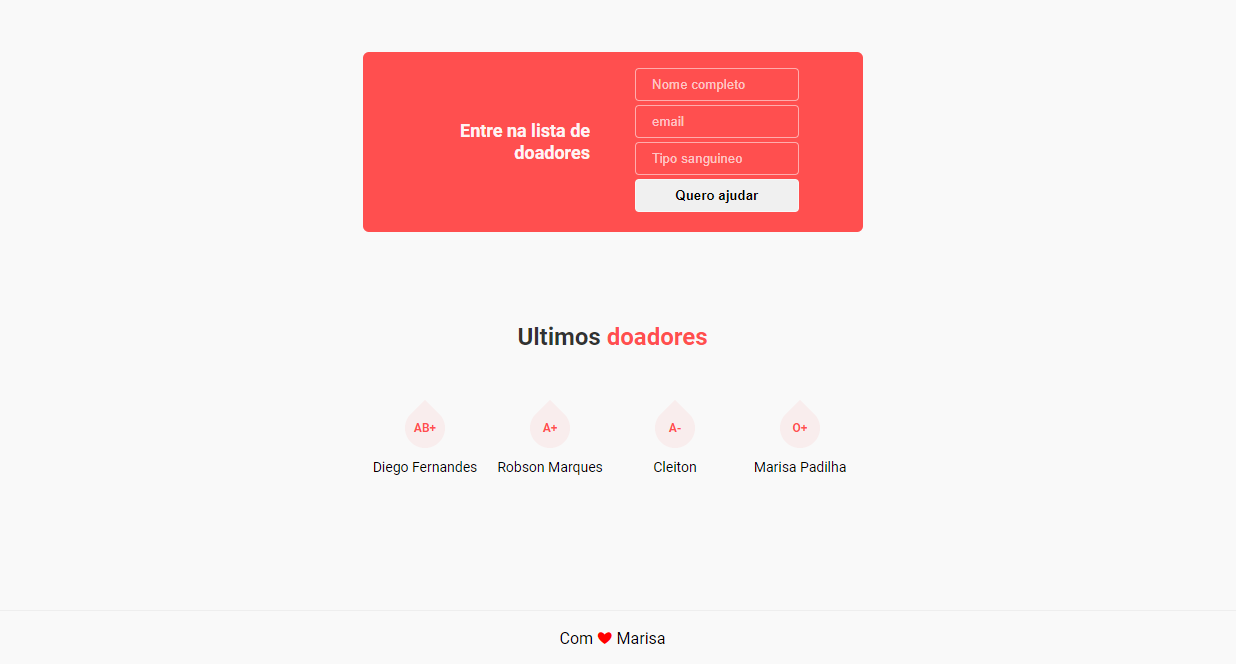 Entre na lista de
doadores
Nome completo
email
Tipo sanguineo
Quero ajudar
Ultimos doadores
AB+ A+ A- O+
Diego Fernandes Robson Marques Cleiton Marisa Padilha
Com ❤ Marisa